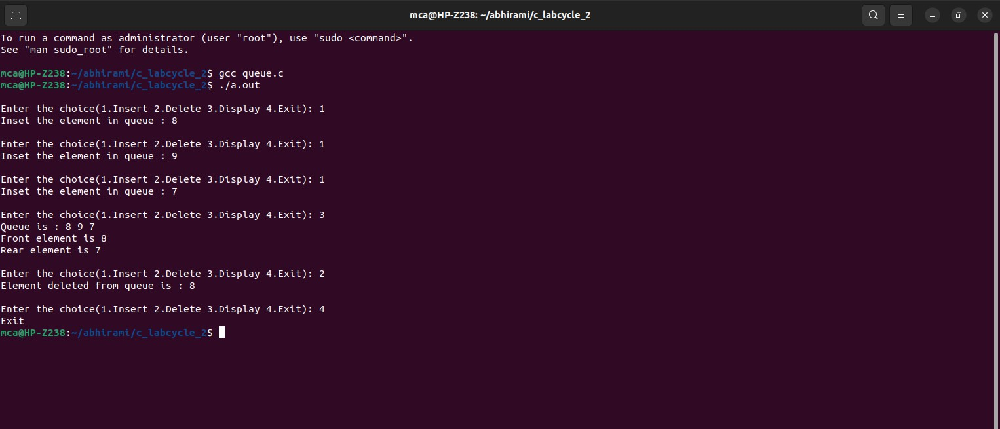 mca@HP-Z238: ~/abhirami/c_labcycle_2
To run a command as administrator (user "root"), use "sudo <command>".
See "man sudo_root" for details.
mca@HP-Z238:~/abhirami/c_labcycle_2$ gcc queue.c
mca@HP-Z238:~/abhirami/c_labcycle_2$ ./a.out
Enter the choice(1.Insert 2.Delete 3.Display 4.Exit): 1
Inset the element in queue : 8
Enter the choice(1.Insert 2.Delete 3.Display 4.Exit): 1
Inset the element in queue : 9
Enter the choice(1.Insert 2.Delete 3.Display 4.Exit): 1
Inset the element in queue : 7
Enter the choice(1.Insert 2.Delete 3.Display 4.Exit): 3
Queue is : 8 9 7
Front element is 8
Rear element is 7
Enter the choice(1.Insert 2.Delete 3.Display 4.Exit): 2
Element deleted from queue is : 8
Enter the choice(1.Insert 2.Delete 3.Display 4.Exit): 4
Exit
mca@HP-Z238:~/abhirami/c_labcycle_2$